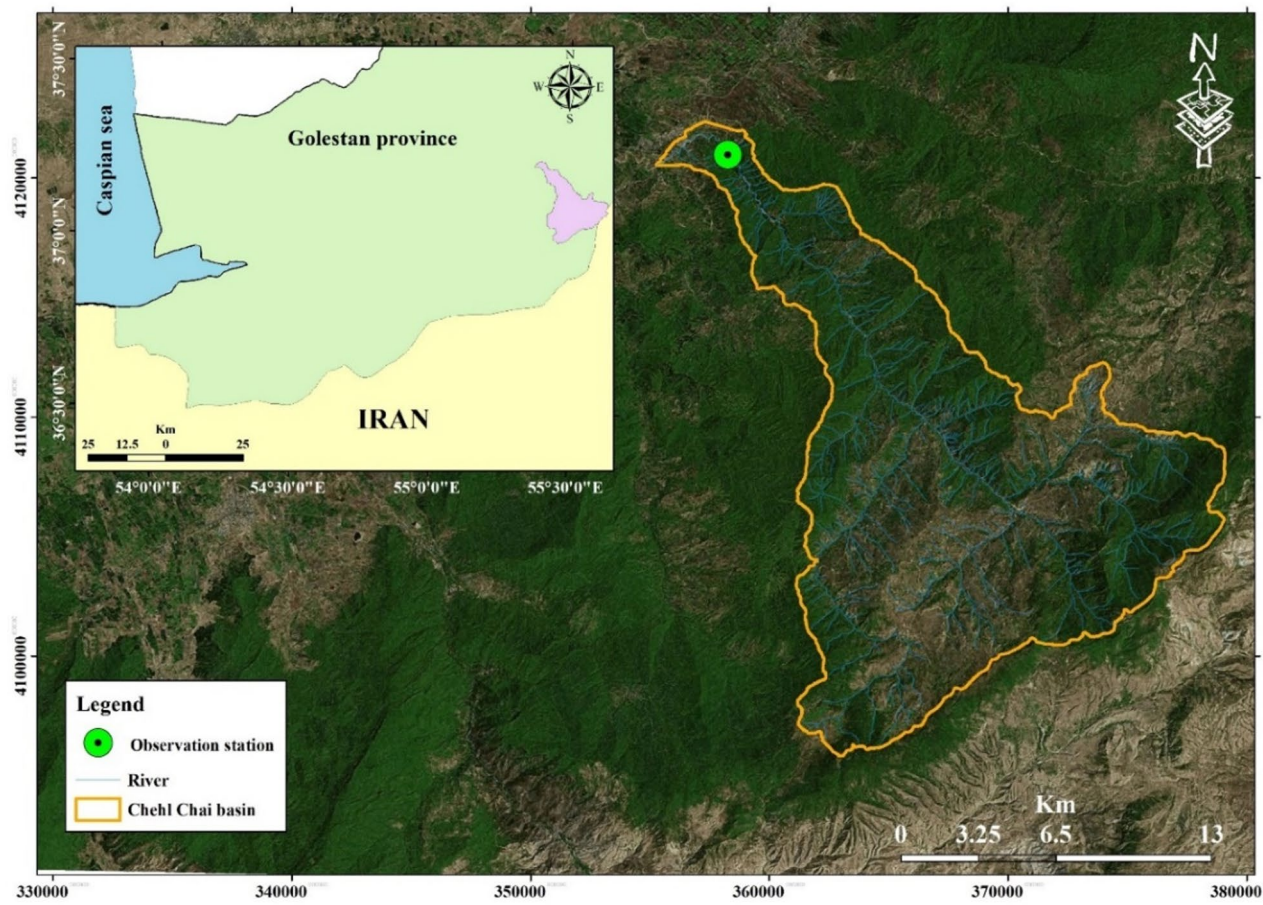 N
W E
S
Golestan province
Caspian sea
IRAN
Km
25 12.5 0 25
37°30'0"N
37°0'0"N
36°30'0"N
54°0'0"E 54°30'0"E 55°0'0"E 55°30'0"E
N
4120000
4110000
4100000
Legend
Observation station
River
Chehl Chai basin
Km
0 3.25 6.5 13
330000 340000 350000 360000 370000 380000